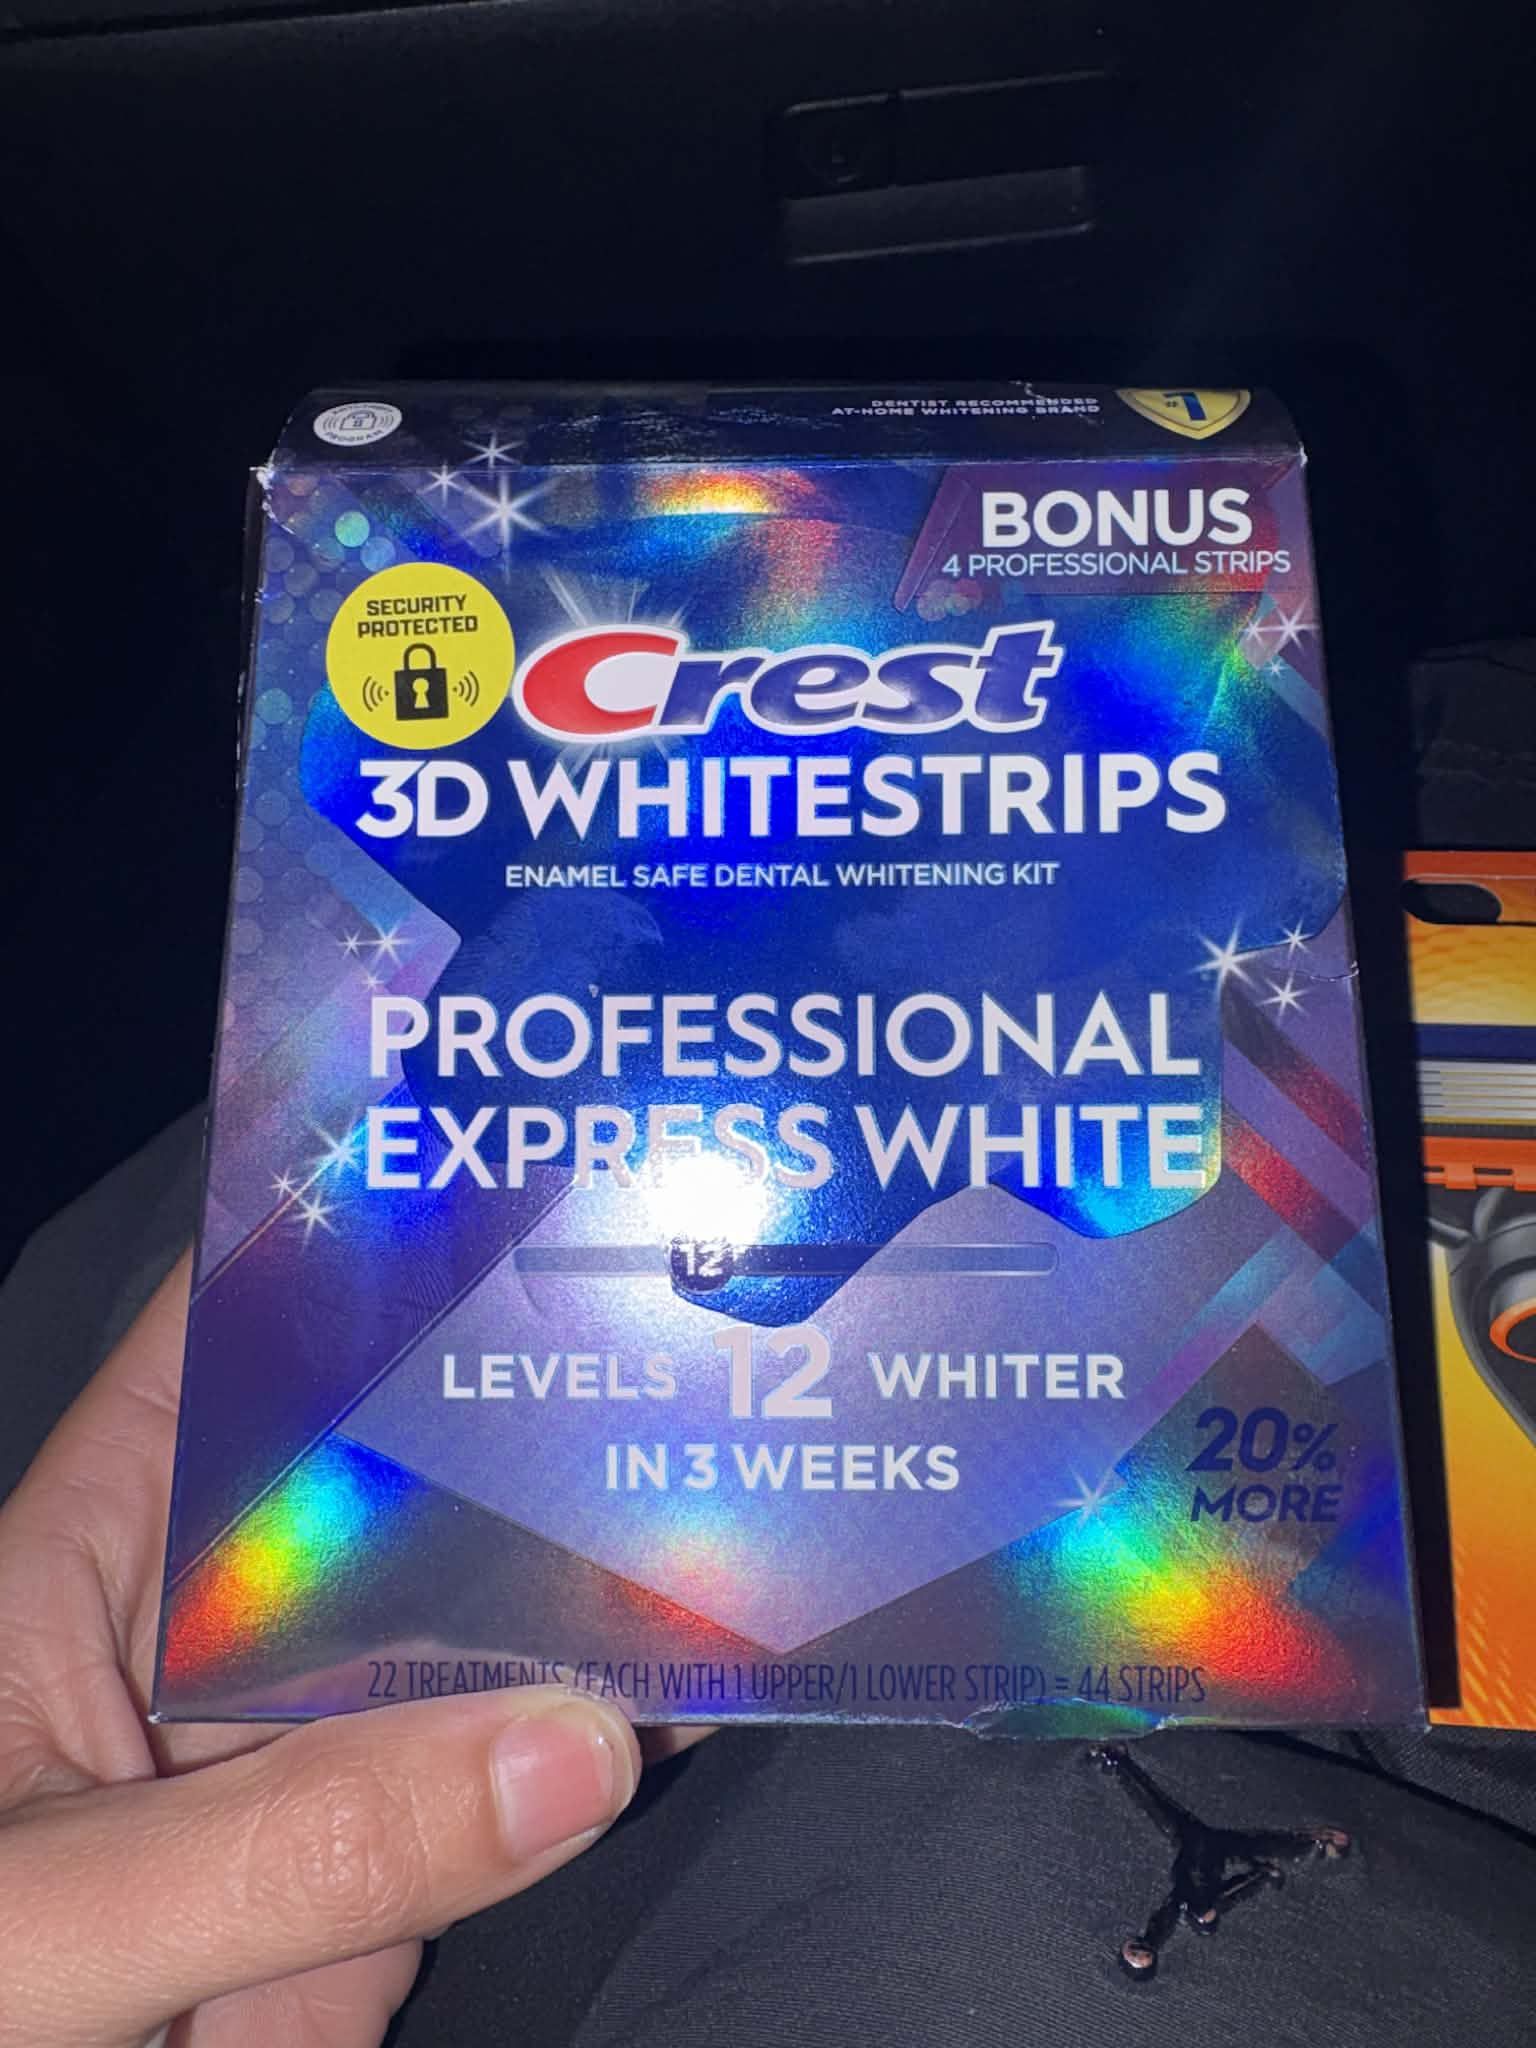 DENTIST RECOMMENDED
AT-HOME WHITENING BRAND
#1
PROGRAM
BONUS
4 PROFESSIONAL STRIPS
SECURITY
PROTECTED
Crest
3D WHITESTRIPS
ENAMEL SAFE DENTAL WHITENING KIT
PROFESSIONAL
EXPRESS WHITE
12
LEVELS 12 WHITER
IN 3 WEEKS
20%
MORE
22 TREATMENTS (EACH WITH 1 UPPER/1 LOWER STRIP) = 44 STRIPS